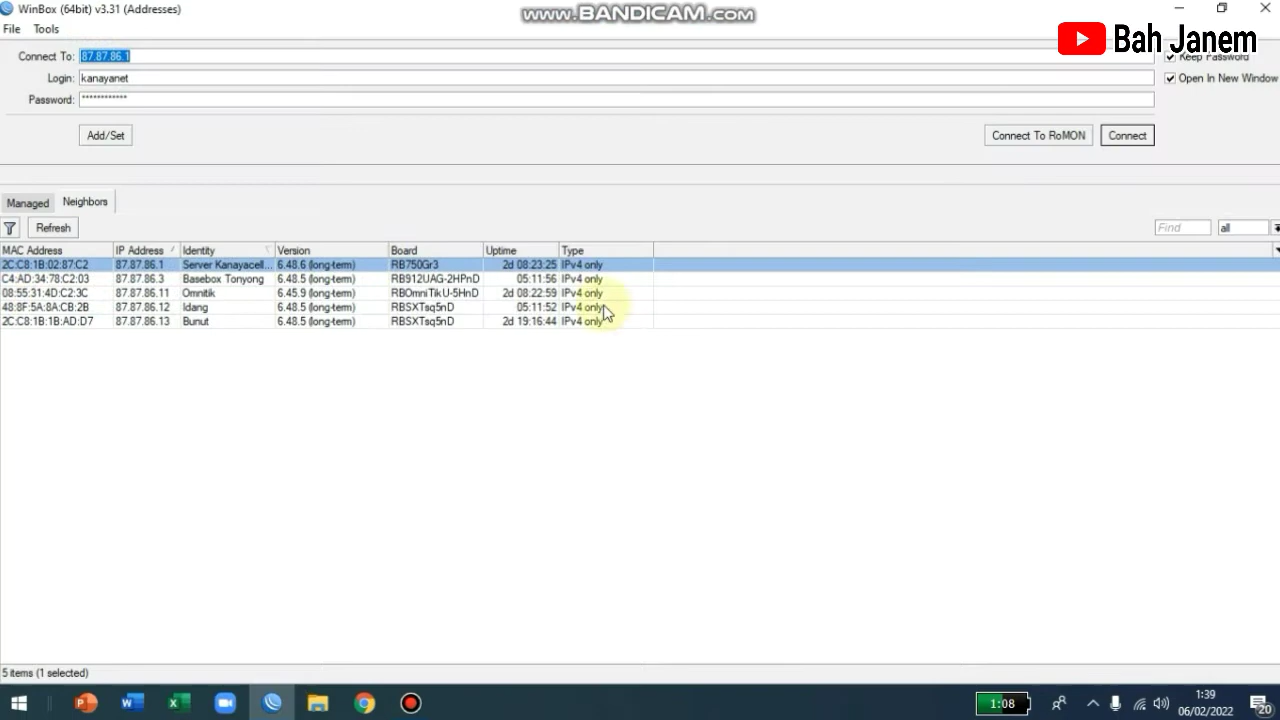 WinBox (64bit) v3.31 (Addresses)
www.BANDICAM.com
File Tools
Bah Janem
Connect To: 87.87.86.1
Keep Password
Login: kanayanet
Open In New Window
Password: ************
Add/Set
Connect To RoMON
Connect
Managed
Neighbors
Refresh
Find
all
MAC Address IP Address Identity Version Board Uptime Type
2C:C8:1B:02:87:C2 87.87.86.1 Server Kanayacell... 6.48.6 (long-term) RB750Gr3 2d 08:23:25 IPv4 only
C4:AD:34:78:C2:03 87.87.86.3 Basebox Tonyong 6.48.5 (long-term) RB912UAG-2HPnD 05:11:56 IPv4 only
08:55:31:4D:C2:3C 87.87.86.11 Omnitik 6.45.9 (long-term) RBOmniTikU-5HnD 2d 08:22:59 IPv4 only
48:8F:5A:8A:CB:2B 87.87.86.12 Idang 6.48.5 (long-term) RBSXTsq5nD 05:11:52 IPv4 only
2C:C8:1B:1B:AD:D7 87.87.86.13 Bunut 6.48.5 (long-term) RBSXTsq5nD 2d 19:16:44 IPv4 only
5 items (1 selected)
1:08
1:39
06/02/2022
20